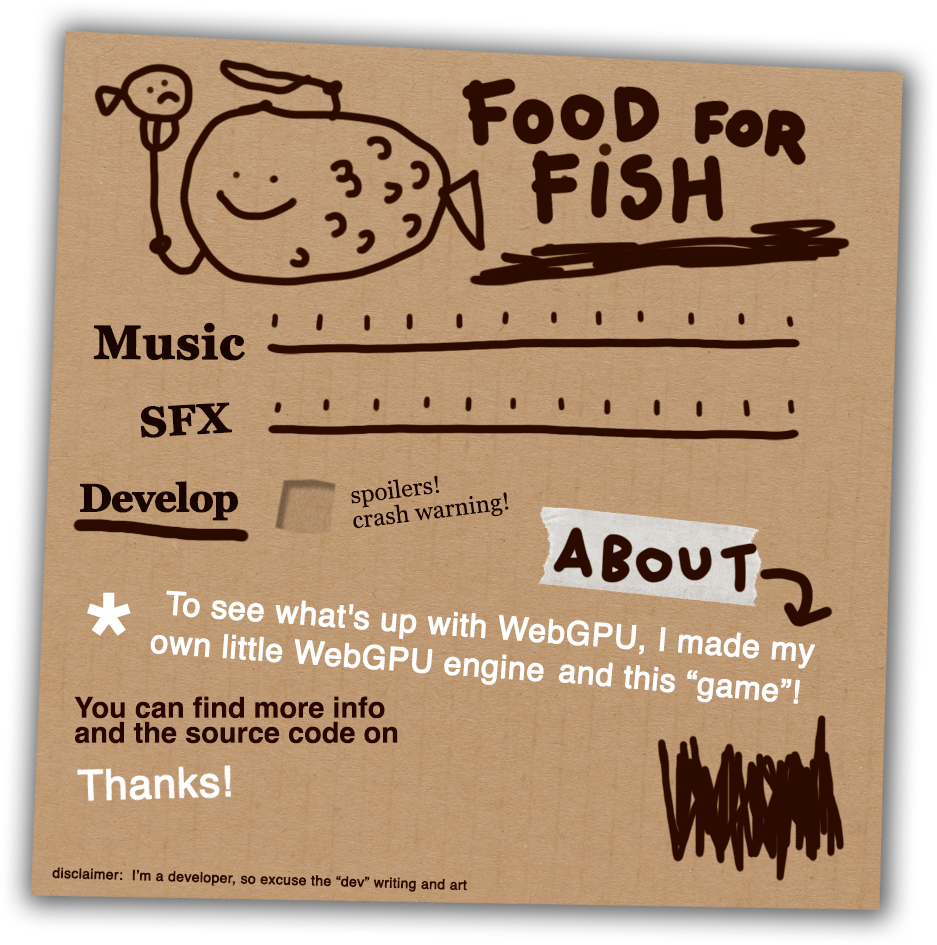 FOOD FOR
FiSH
Music
SFX
Develop
spoilers!
crash warning!
ABOUT
* To see what's up with WebGPU, I made my
own little WebGPU engine and this “game”!
You can find more info
and the source code on
Thanks!
disclaimer: I'm a developer, so excuse the “dev” writing and art